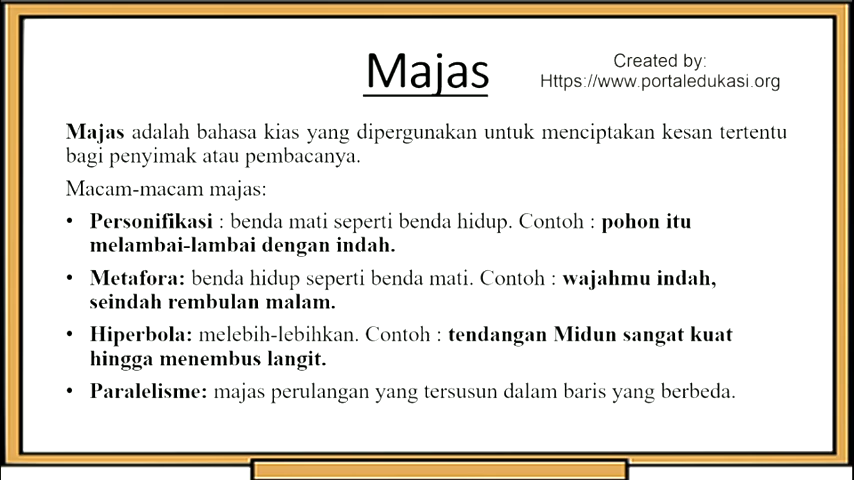 Majas
Created by:
Https://www.portaledukasi.org
Majas adalah bahasa kias yang dipergunakan untuk menciptakan kesan tertentu
bagi penyimak atau pembacanya.
Macam-macam majas:
• Personifikasi : benda mati seperti benda hidup. Contoh : pohon itu
melambai-lambai dengan indah.
• Metafora: benda hidup seperti benda mati. Contoh : wajahmu indah,
seindah rembulan malam.
• Hiperbola: melebih-lebihkan. Contoh : tendangan Midun sangat kuat
hingga menembus langit.
• Paralelisme: majas perulangan yang tersusun dalam baris yang berbeda.